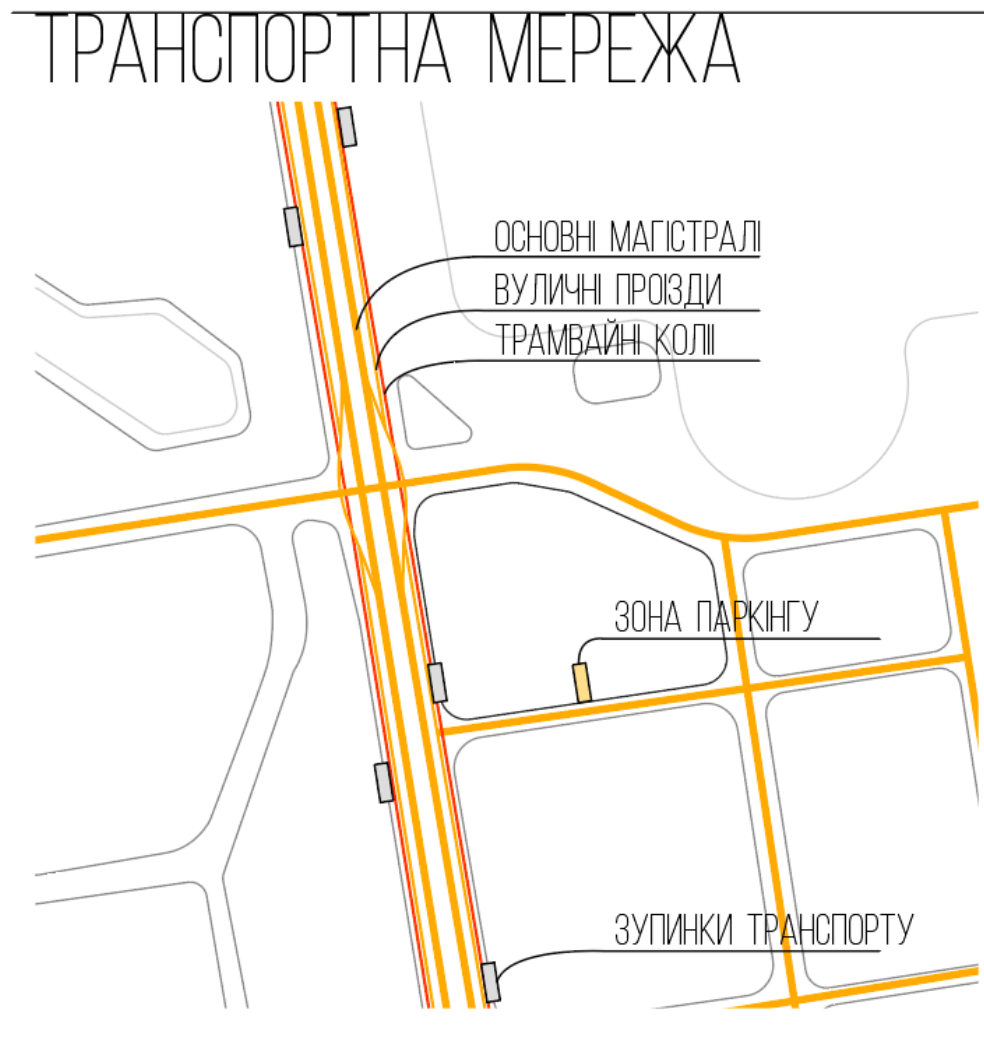 ТРАНСПОРТНА МЕРЕЖА
ОСНОВНІ МАГІСТРАЛІ
ВУЛИЧНІ ПРОЇЗДИ
ТРАМВАЙНІ КОЛІЇ
ЗОНА ПАРКІНГУ
ЗУПИНКИ ТРАНСПОРТУ